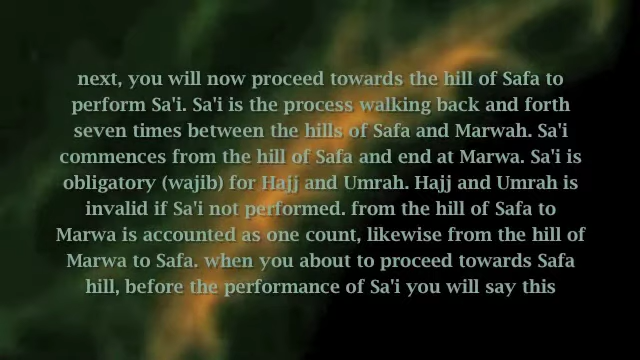 next, you will now proceed towards the hill of Safa to
perform Sa'i. Sa'i is the process walking back and forth
seven times between the hills of Safa and Marwah. Sa'i
commences from the hill of Safa and end at Marwa. Sa'i is
obligatory (wajib) for Hajj and Umrah. Hajj and Umrah is
invalid if Sa'i not performed. from the hill of Safa to
Marwa is accounted as one count, likewise from the hill of
Marwa to Safa. when you about to proceed towards Safa
hill, before the performance of Sa'i you will say this